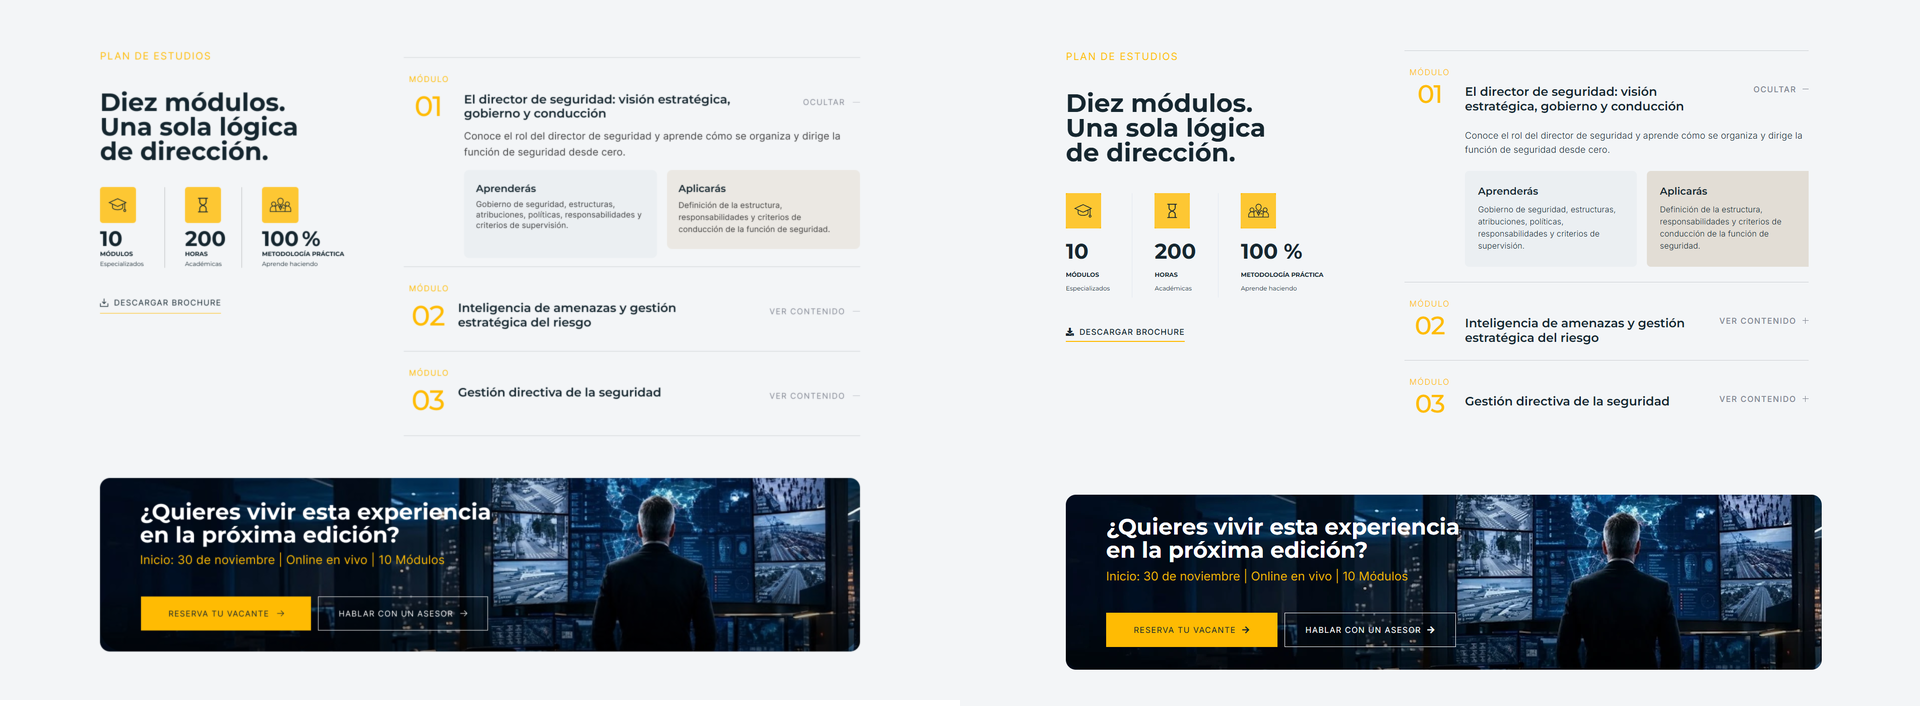 PLAN DE ESTUDIOS
Diez módulos.
Una sola lógica
de dirección.
10
MÓDULOS
Especializados
200
HORAS
Académicas
100 %
METODOLOGÍA PRÁCTICA
Aprende haciendo
DESCARGAR BROCHURE
MÓDULO
01
El director de seguridad: visión estratégica,
gobierno y conducción
OCULTAR —
Conoce el rol del director de seguridad y aprende cómo se organiza y dirige la
función de seguridad desde cero.
Aprenderás
Gobierno de seguridad, estructuras,
atribuciones, políticas, responsabilidades y
criterios de supervisión.
Aplicarás
Definición de la estructura,
responsabilidades y criterios de
conducción de la función de seguridad.
MÓDULO
02
Inteligencia de amenazas y gestión
estratégica del riesgo
VER CONTENIDO —
MÓDULO
03
Gestión directiva de la seguridad
VER CONTENIDO —
¿Quieres vivir esta experiencia
en la próxima edición?
Inicio: 30 de noviembre | Online en vivo | 10 Módulos
RESERVA TU VACANTE →
HABLAR CON UN ASESOR →
PLAN DE ESTUDIOS
Diez módulos.
Una sola lógica
de dirección.
10
MÓDULOS
Especializados
200
HORAS
Académicas
100 %
METODOLOGÍA PRÁCTICA
Aprende haciendo
DESCARGAR BROCHURE
MÓDULO
01
El director de seguridad: visión
estratégica, gobierno y conducción
OCULTAR —
Conoce el rol del director de seguridad y aprende cómo se organiza y dirige la
función de seguridad desde cero.
Aprenderás
Gobierno de seguridad, estructuras,
atribuciones, políticas,
responsabilidades y criterios de
supervisión.
Aplicarás
Definición de la estructura,
responsabilidades y criterios de
conducción de la función de
seguridad.
MÓDULO
02
Inteligencia de amenazas y gestión
estratégica del riesgo
VER CONTENIDO +
MÓDULO
03
Gestión directiva de la seguridad
VER CONTENIDO +
¿Quieres vivir esta experiencia
en la próxima edición?
Inicio: 30 de noviembre | Online en vivo | 10 Módulos
RESERVA TU VACANTE →
HABLAR CON UN ASESOR →